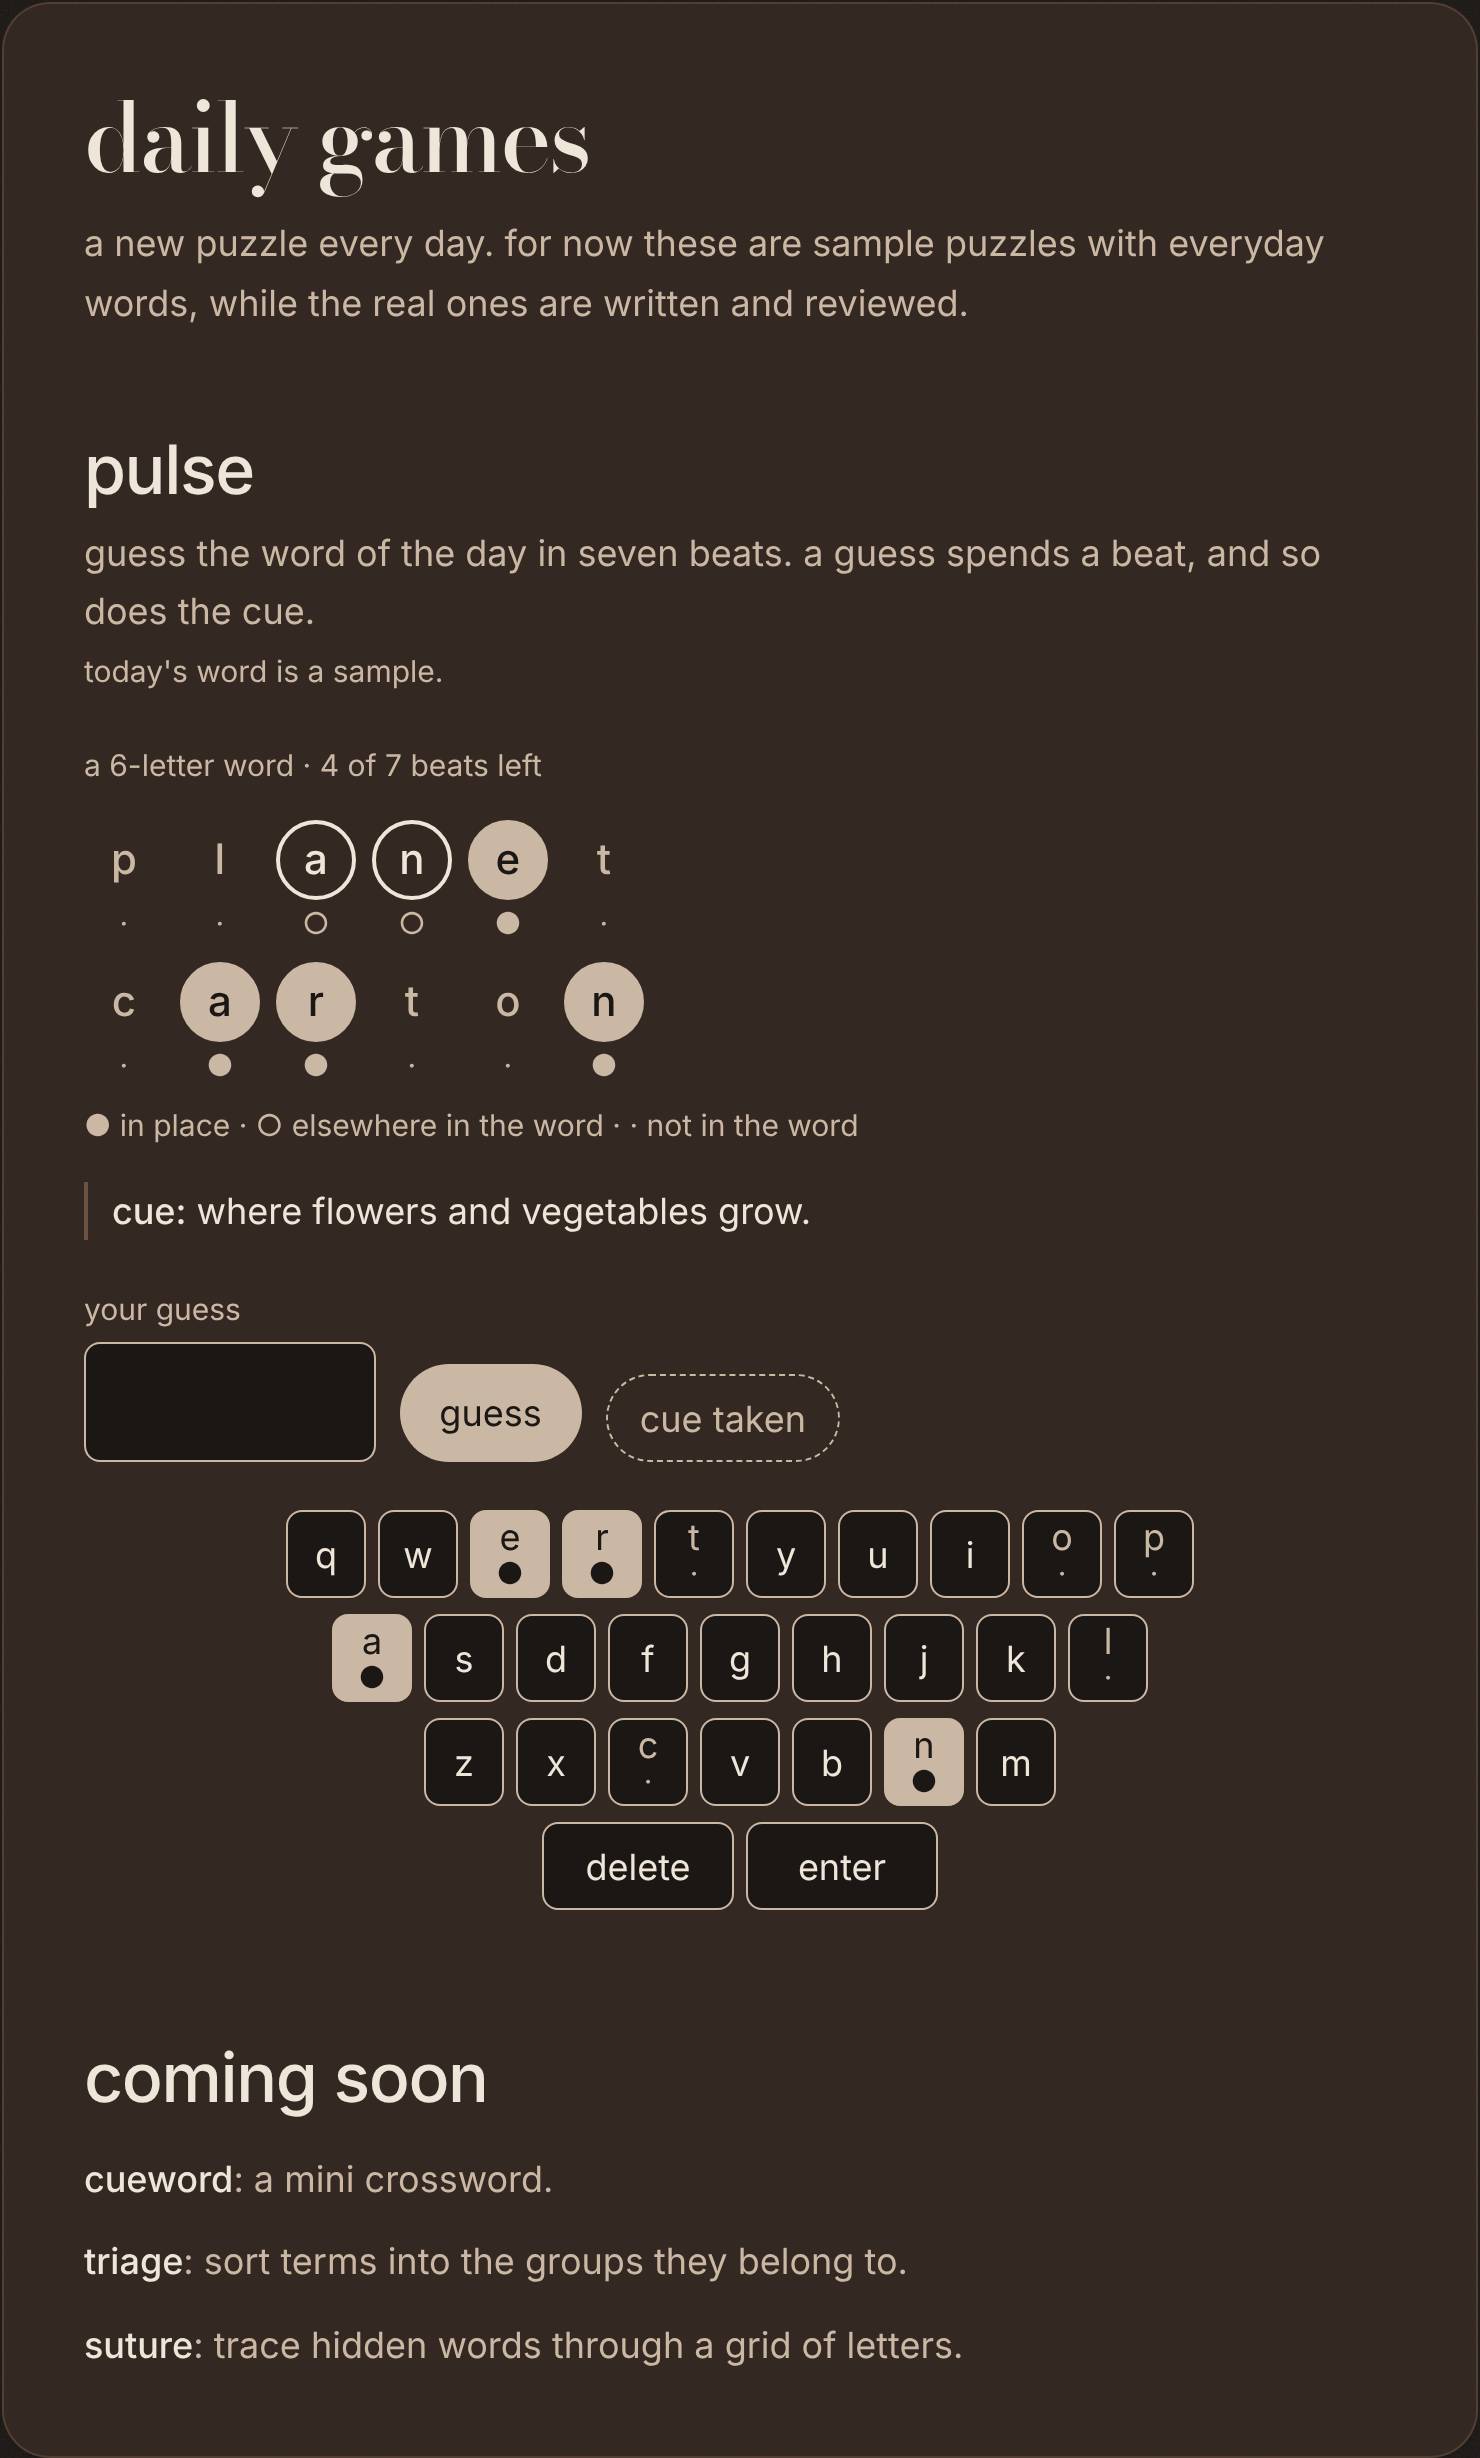 daily games
a new puzzle every day. for now these are sample puzzles with everyday
words, while the real ones are written and reviewed.
pulse
guess the word of the day in seven beats. a guess spends a beat, and so
does the cue.
today's word is a sample.
a 6-letter word · 4 of 7 beats left
p l a n e t
· · ○ ○ ● ·
c a r t o n
· ● ● · · ●
● in place · ○ elsewhere in the word · · not in the word
cue: where flowers and vegetables grow.
your guess
guess cue taken
q w e r t y u i o p
● ● · · ·
a s d f g h j k l
● ·
z x c v b n m
· ●
delete enter
coming soon
cueword: a mini crossword.
triage: sort terms into the groups they belong to.
suture: trace hidden words through a grid of letters.